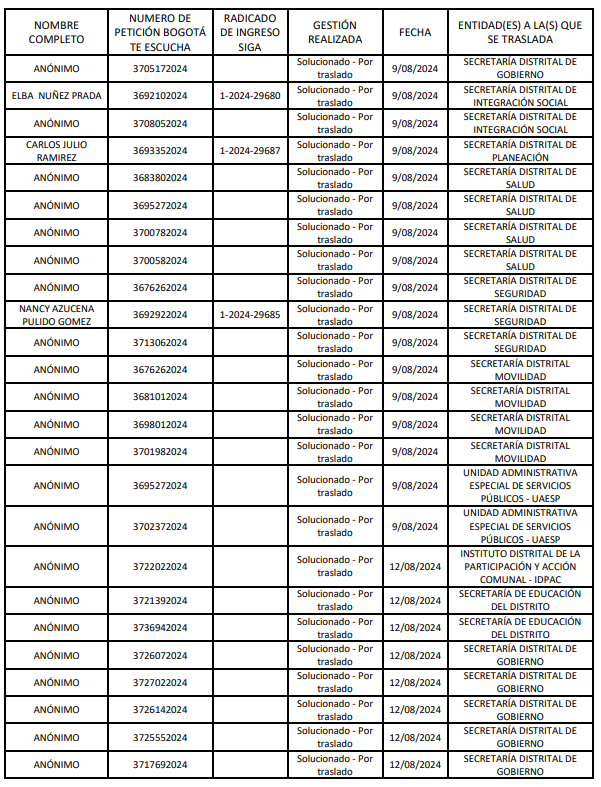 NOMBRE COMPLETO | NUMERO DE PETICIÓN BOGOTÁ TE ESCUCHA | RADICADO DE INGRESO SIGA | GESTIÓN REALIZADA | FECHA | ENTIDAD(ES) A LA(S) QUE SE TRASLADA
ANÓNIMO | 3705172024 | | Solucionado - Por traslado | 9/08/2024 | SECRETARÍA DISTRITAL DE GOBIERNO
ELBA NUÑEZ PRADA | 3692102024 | 1-2024-29680 | Solucionado - Por traslado | 9/08/2024 | SECRETARÍA DISTRITAL DE INTEGRACIÓN SOCIAL
ANÓNIMO | 3708052024 | | Solucionado - Por traslado | 9/08/2024 | SECRETARÍA DISTRITAL DE INTEGRACIÓN SOCIAL
CARLOS JULIO RAMIREZ | 3693352024 | 1-2024-29687 | Solucionado - Por traslado | 9/08/2024 | SECRETARÍA DISTRITAL DE PLANEACIÓN
ANÓNIMO | 3683802024 | | Solucionado - Por traslado | 9/08/2024 | SECRETARÍA DISTRITAL DE SALUD
ANÓNIMO | 3695272024 | | Solucionado - Por traslado | 9/08/2024 | SECRETARÍA DISTRITAL DE SALUD
ANÓNIMO | 3700782024 | | Solucionado - Por traslado | 9/08/2024 | SECRETARÍA DISTRITAL DE SALUD
ANÓNIMO | 3700582024 | | Solucionado - Por traslado | 9/08/2024 | SECRETARÍA DISTRITAL DE SALUD
ANÓNIMO | 3676262024 | | Solucionado - Por traslado | 9/08/2024 | SECRETARÍA DISTRITAL DE SEGURIDAD
NANCY AZUCENA PULIDO GOMEZ | 3692922024 | 1-2024-29685 | Solucionado - Por traslado | 9/08/2024 | SECRETARÍA DISTRITAL DE SEGURIDAD
ANÓNIMO | 3713062024 | | Solucionado - Por traslado | 9/08/2024 | SECRETARÍA DISTRITAL DE SEGURIDAD
ANÓNIMO | 3676262024 | | Solucionado - Por traslado | 9/08/2024 | SECRETARÍA DISTRITAL MOVILIDAD
ANÓNIMO | 3681012024 | | Solucionado - Por traslado | 9/08/2024 | SECRETARÍA DISTRITAL MOVILIDAD
ANÓNIMO | 3698012024 | | Solucionado - Por traslado | 9/08/2024 | SECRETARÍA DISTRITAL MOVILIDAD
ANÓNIMO | 3701982024 | | Solucionado - Por traslado | 9/08/2024 | SECRETARÍA DISTRITAL MOVILIDAD
ANÓNIMO | 3695272024 | | Solucionado - Por traslado | 9/08/2024 | UNIDAD ADMINISTRATIVA ESPECIAL DE SERVICIOS PÚBLICOS - UAESP
ANÓNIMO | 3702372024 | | Solucionado - Por traslado | 9/08/2024 | UNIDAD ADMINISTRATIVA ESPECIAL DE SERVICIOS PÚBLICOS - UAESP
ANÓNIMO | 3722022024 | | Solucionado - Por traslado | 12/08/2024 | INSTITUTO DISTRITAL DE LA PARTICIPACIÓN Y ACCIÓN COMUNAL - IDPAC
ANÓNIMO | 3721392024 | | Solucionado - Por traslado | 12/08/2024 | SECRETARÍA DE EDUCACIÓN DEL DISTRITO
ANÓNIMO | 3736942024 | | Solucionado - Por traslado | 12/08/2024 | SECRETARÍA DE EDUCACIÓN DEL DISTRITO
ANÓNIMO | 3726072024 | | Solucionado - Por traslado | 12/08/2024 | SECRETARÍA DISTRITAL DE GOBIERNO
ANÓNIMO | 3727022024 | | Solucionado - Por traslado | 12/08/2024 | SECRETARÍA DISTRITAL DE GOBIERNO
ANÓNIMO | 3726142024 | | Solucionado - Por traslado | 12/08/2024 | SECRETARÍA DISTRITAL DE GOBIERNO
ANÓNIMO | 3725552024 | | Solucionado - Por traslado | 12/08/2024 | SECRETARÍA DISTRITAL DE GOBIERNO
ANÓNIMO | 3717692024 | | Solucionado - Por traslado | 12/08/2024 | SECRETARÍA DISTRITAL DE GOBIERNO